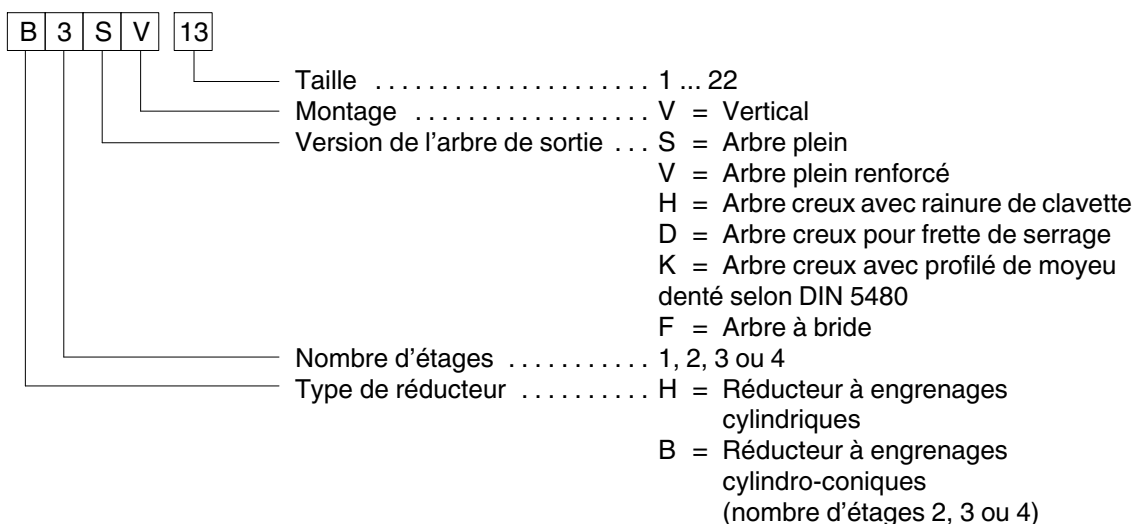 B 3 S V 13
Taille ..................... 1 ... 22
Montage .................. V = Vertical
Version de l'arbre de sortie ... S = Arbre plein
V = Arbre plein renforcé
H = Arbre creux avec rainure de clavette
D = Arbre creux pour frette de serrage
K = Arbre creux avec profilé de moyeu
denté selon DIN 5480
F = Arbre à bride
Nombre d'étages ........... 1, 2, 3 ou 4
Type de réducteur .......... H = Réducteur à engrenages
cylindriques
B = Réducteur à engrenages
cylindro-coniques
(nombre d'étages 2, 3 ou 4)